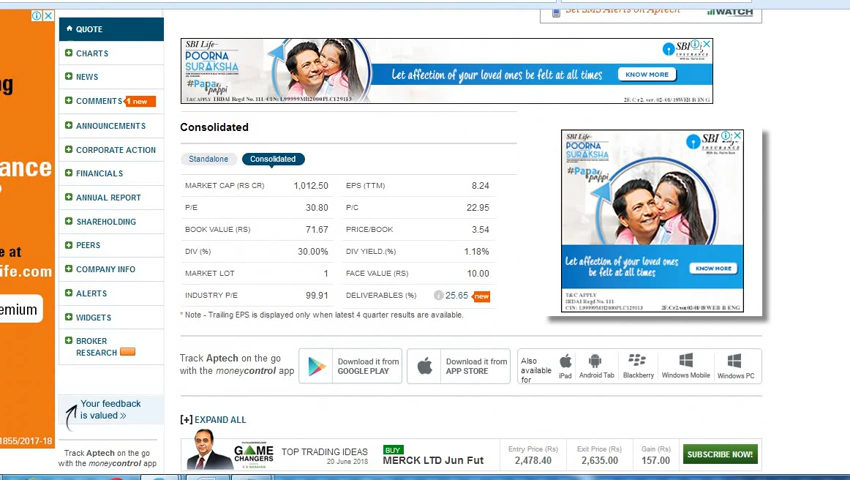 WATCH
QUOTE
CHARTS
NEWS
COMMENTS 1 new
ANNOUNCEMENTS
CORPORATE ACTION
FINANCIALS
ANNUAL REPORT
SHAREHOLDING
PEERS
COMPANY INFO
ALERTS
WIDGETS
BROKER
RESEARCH
Your feedback
is valued »
Track Aptech on the go
with the moneycontrol app
ance
e at
ife.com
emium
1855/2017-18
SBI Life
POORNA
SURAKSHA
#Papa
pappi
Let affection of your loved ones be felt at all times
KNOW MORE
SBI
Consolidated
Standalone Consolidated
MARKET CAP (RS CR) 1,012.50 EPS (TTM) 8.24
P/E 30.80 P/C 22.95
BOOK VALUE (RS) 71.67 PRICE/BOOK 3.54
DIV (%) 30.00% DIV YIELD.(%) 1.18%
MARKET LOT 1 FACE VALUE (RS) 10.00
INDUSTRY P/E 99.91 DELIVERABLES (%) 25.65 new
* Note - Trailing EPS is displayed only when latest 4 quarter results are available.
SBI Life
POORNA
SURAKSHA
#Papa
pappi
SBI
INSURANCE
Let affection of your loved ones
be felt at all times
KNOW MORE
T&C APPLY
IRDAI Regd No. 111
Track Aptech on the go
with the moneycontrol app
Download it from
GOOGLE PLAY
Download it from
APP STORE
Also
available
for
iPad
Android Tab
Blackberry
Windows Mobile
Windows PC
[+] EXPAND ALL
GAME
CHANGERS
TOP TRADING IDEAS
20 June 2018
BUY
MERCK LTD Jun Fut
Entry Price (Rs)
2,478.40
Exit Price (Rs)
2,635.00
Gain (Rs)
157.00
SUBSCRIBE NOW!